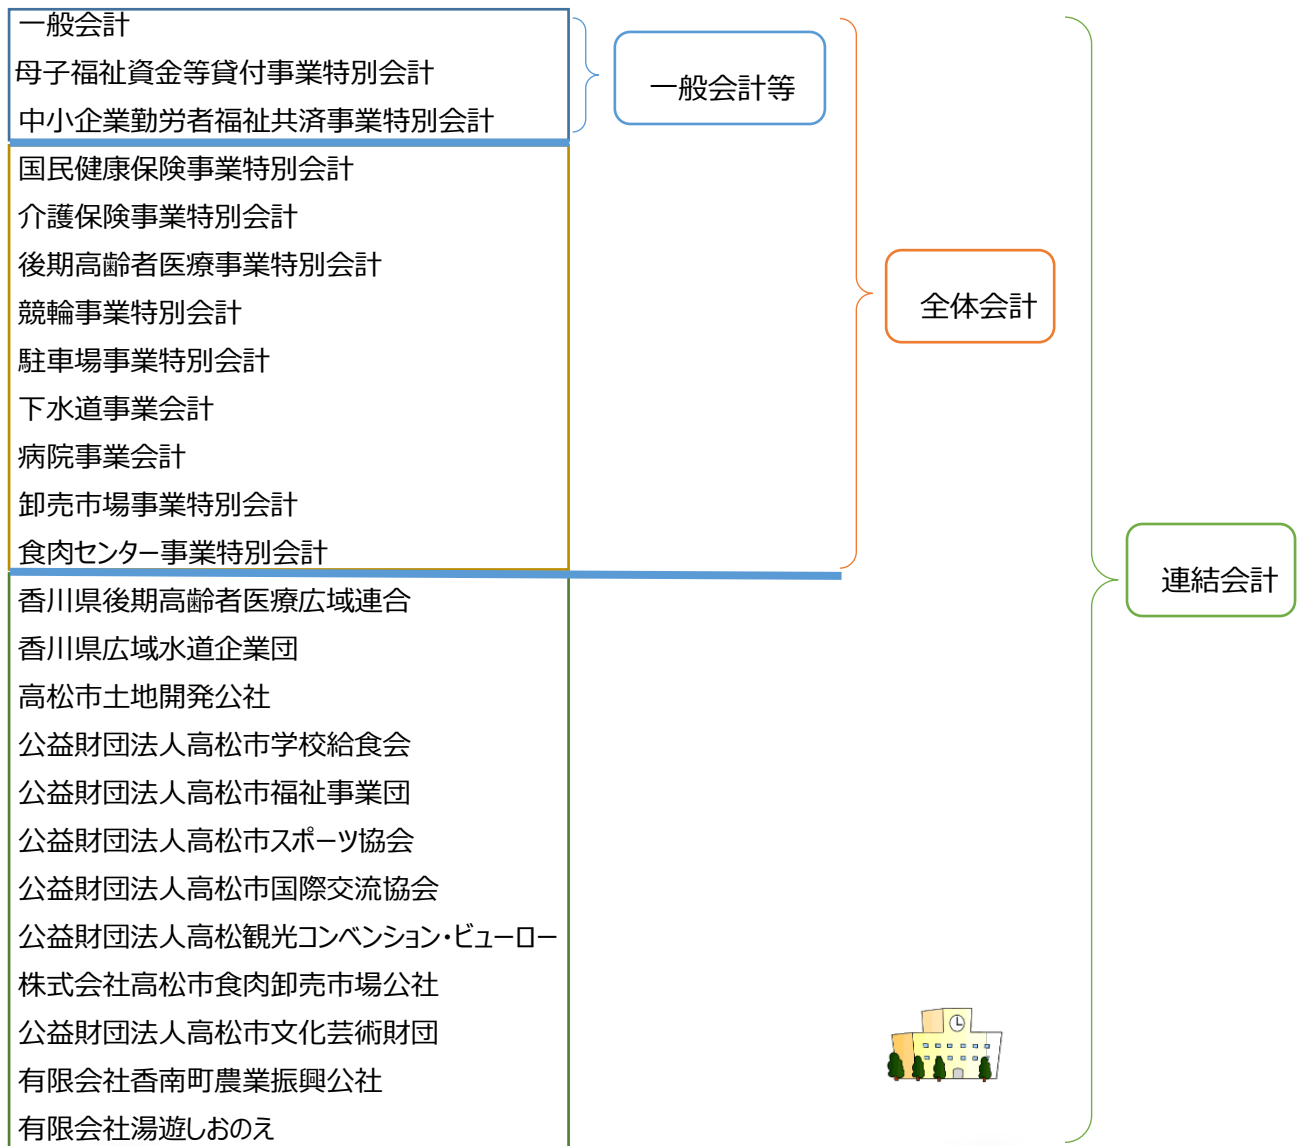 一般会計
母子福祉資金等貸付事業特別会計
中小企業勤労者福祉共済事業特別会計
一般会計等
国民健康保険事業特別会計
介護保険事業特別会計
後期高齢者医療事業特別会計
競輪事業特別会計
駐車場事業特別会計
下水道事業会計
病院事業会計
卸売市場事業特別会計
食肉センター事業特別会計
全体会計
香川県後期高齢者医療広域連合
香川県広域水道企業団
高松市土地開発公社
公益財団法人高松市学校給食会
公益財団法人高松市福祉事業団
公益財団法人高松市スポーツ協会
公益財団法人高松市国際交流協会
公益財団法人高松観光コンベンション・ビューロー
株式会社高松市食肉卸売市場公社
公益財団法人高松市文化芸術財団
有限会社香南町農業振興公社
有限会社湯遊しおのえ
連結会計